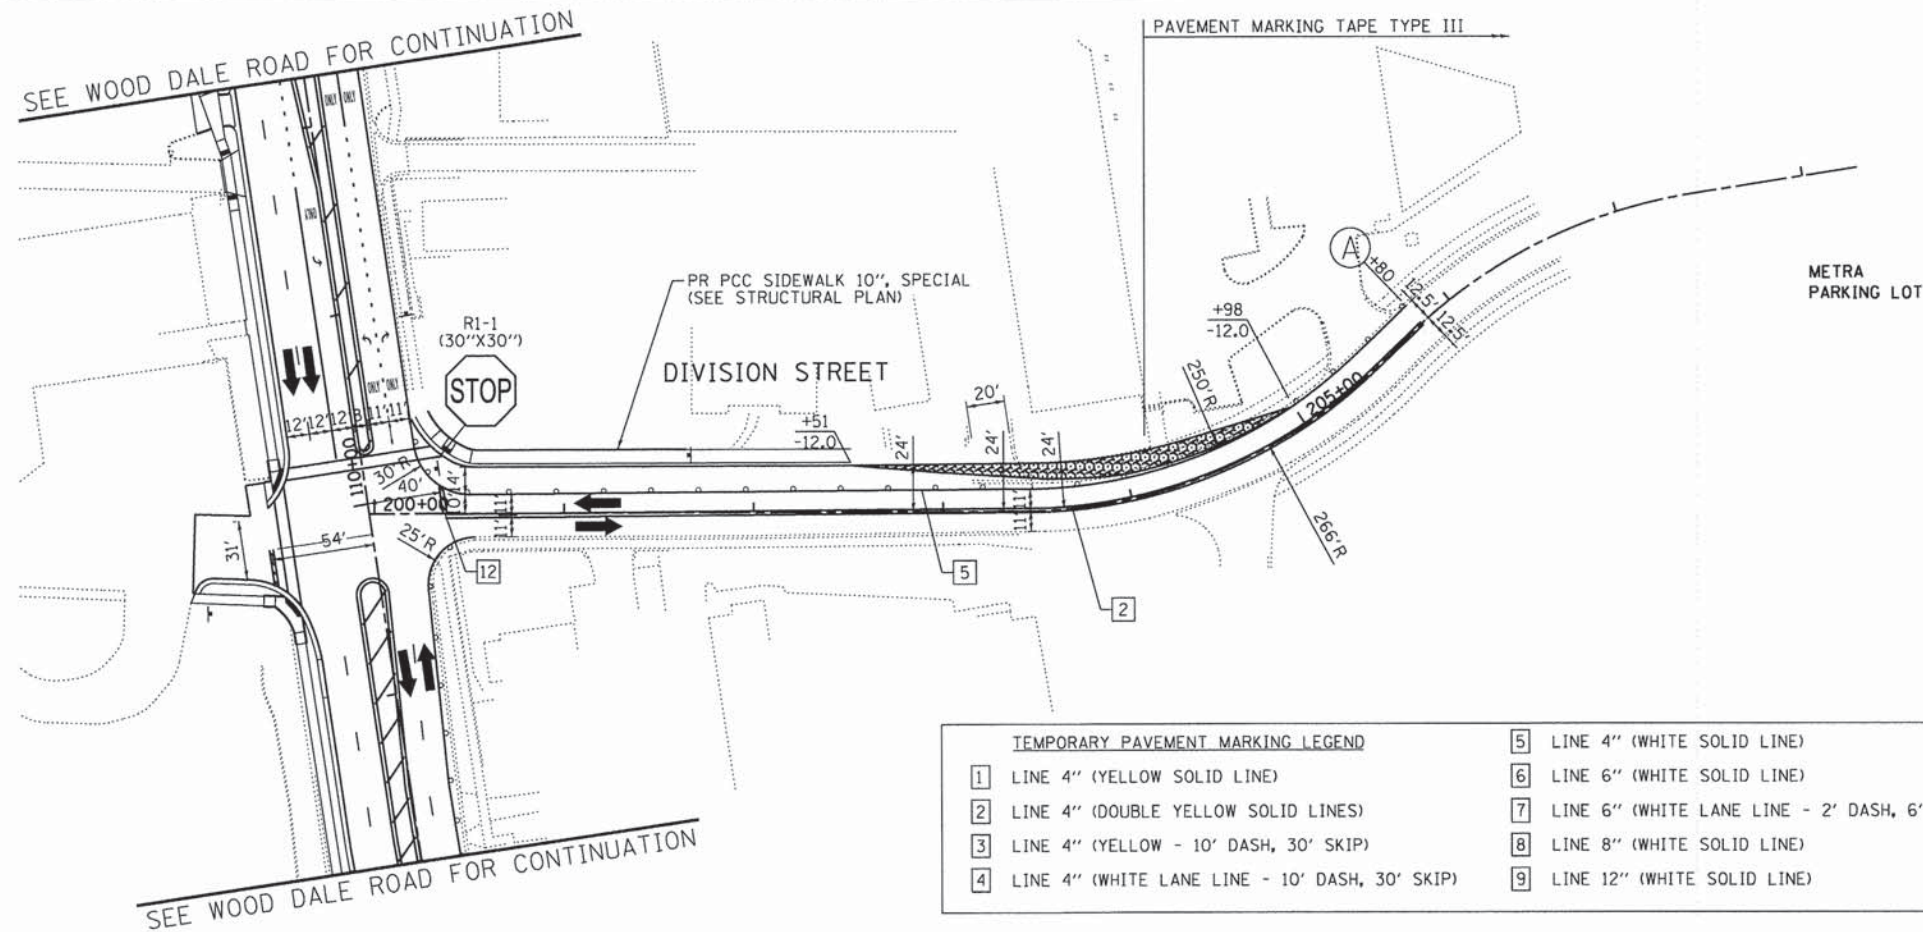 SEE WOOD DALE ROAD FOR CONTINUATION
PAVEMENT MARKING TAPE TYPE III
ONLY ONLY
ONLY
PR PCC SIDEWALK 10", SPECIAL
(SEE STRUCTURAL PLAN)
R1-1
(30"X30")
STOP
DIVISION STREET
A
+80
12.5'
12.5'
METRA
PARKING LOT
+98
-12.0
250'R
205+00
20'
+51
-12.0
24'
24'
24'
ONLY ONLY
12' 12' 12' 8' 11' 11'
110+00
30'R
40'
200+00
14'
11' 11'
11'
11'
54'
31'
25'R
12
5
2
266'R
TEMPORARY PAVEMENT MARKING LEGEND
1 LINE 4" (YELLOW SOLID LINE)
2 LINE 4" (DOUBLE YELLOW SOLID LINES)
3 LINE 4" (YELLOW - 10' DASH, 30' SKIP)
4 LINE 4" (WHITE LANE LINE - 10' DASH, 30' SKIP)
5 LINE 4" (WHITE SOLID LINE)
6 LINE 6" (WHITE SOLID LINE)
7 LINE 6" (WHITE LANE LINE - 2' DASH, 6'
8 LINE 8" (WHITE SOLID LINE)
9 LINE 12" (WHITE SOLID LINE)
SEE WOOD DALE ROAD FOR CONTINUATION